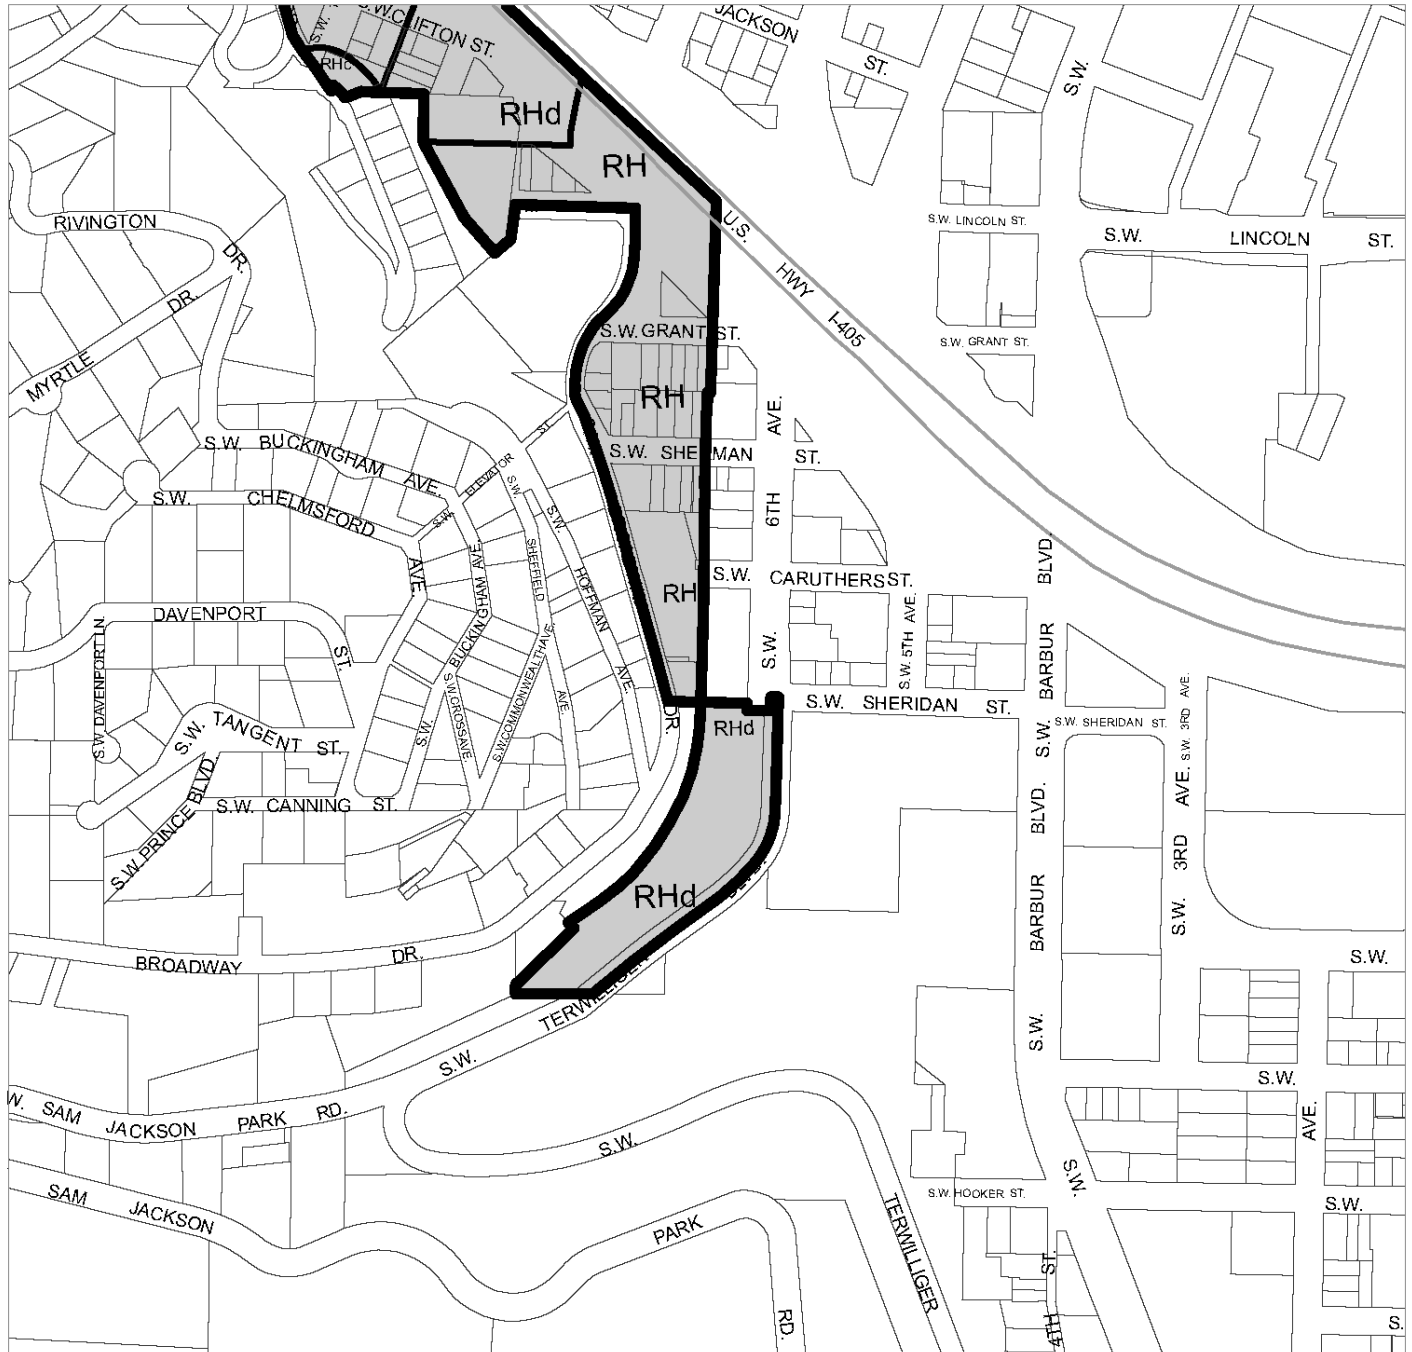 S.W. CLIFTON ST.
S.W.
JACKSON
ST.
S.W.
RHc
RHd
RH
RIVINGTON
DR.
U.S.
HWY
I-405
S.W. LINCOLN ST.
S.W. LINCOLN ST.
MYRTLE DR.
S.W. GRANT ST.
S.W. GRANT ST.
RH
S.W. BUCKINGHAM AVE.
S.W. ELEVATOR ST.
S.W. SHERMAN ST.
S.W. 6TH AVE.
S.W. CHELMSFORD AVE.
S.W. SHEFFIELD AVE.
S.W. HOFFMAN AVE.
S.W. CARUTHERS ST.
RH
S.W. 5TH AVE.
S.W. BARBUR BLVD.
DAVENPORT ST.
S.W. DAVENPORT LN.
S.W. BUCKINGHAM AVE.
S.W. CROSS AVE.
S.W. COMMONWEALTH AVE.
DR.
RHd
S.W. SHERIDAN ST.
S.W. SHERIDAN ST.
S.W. 3RD AVE.
S.W. TANGENT ST.
S.W. PRINCE BLVD.
S.W. CANNING ST.
S.W. BARBUR BLVD.
S.W. 3RD AVE.
RHd
BLVD.
BROADWAY DR.
S.W.
TERWILLIGER
S.W.
S.W.
W. SAM JACKSON PARK RD.
S.W.
S.W.
AVE.
S.W. HOOKER ST.
S.W.
S.W.
SAM JACKSON PARK RD.
TERWILLIGER
4TH ST.
S.